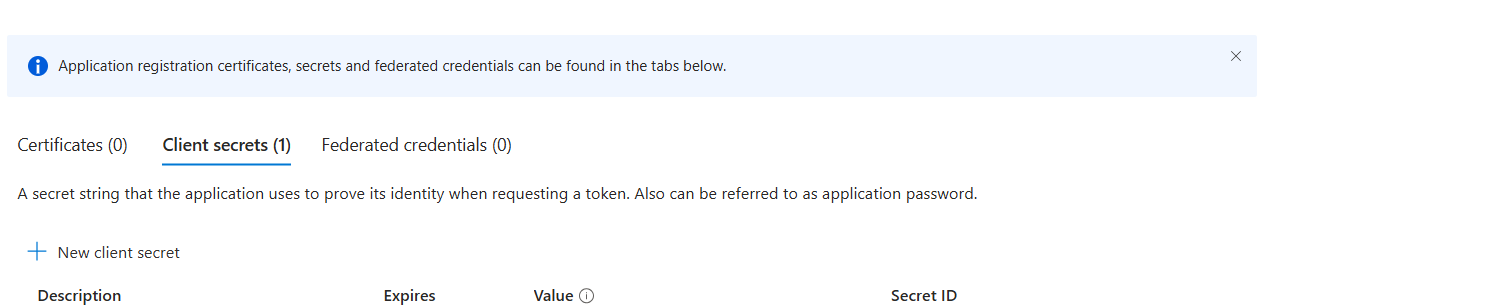 Application registration certificates, secrets and federated credentials can be found in the tabs below.
Certificates (0) Client secrets (1) Federated credentials (0)
A secret string that the application uses to prove its identity when requesting a token. Also can be referred to as application password.
New client secret
Description Expires Value Secret ID